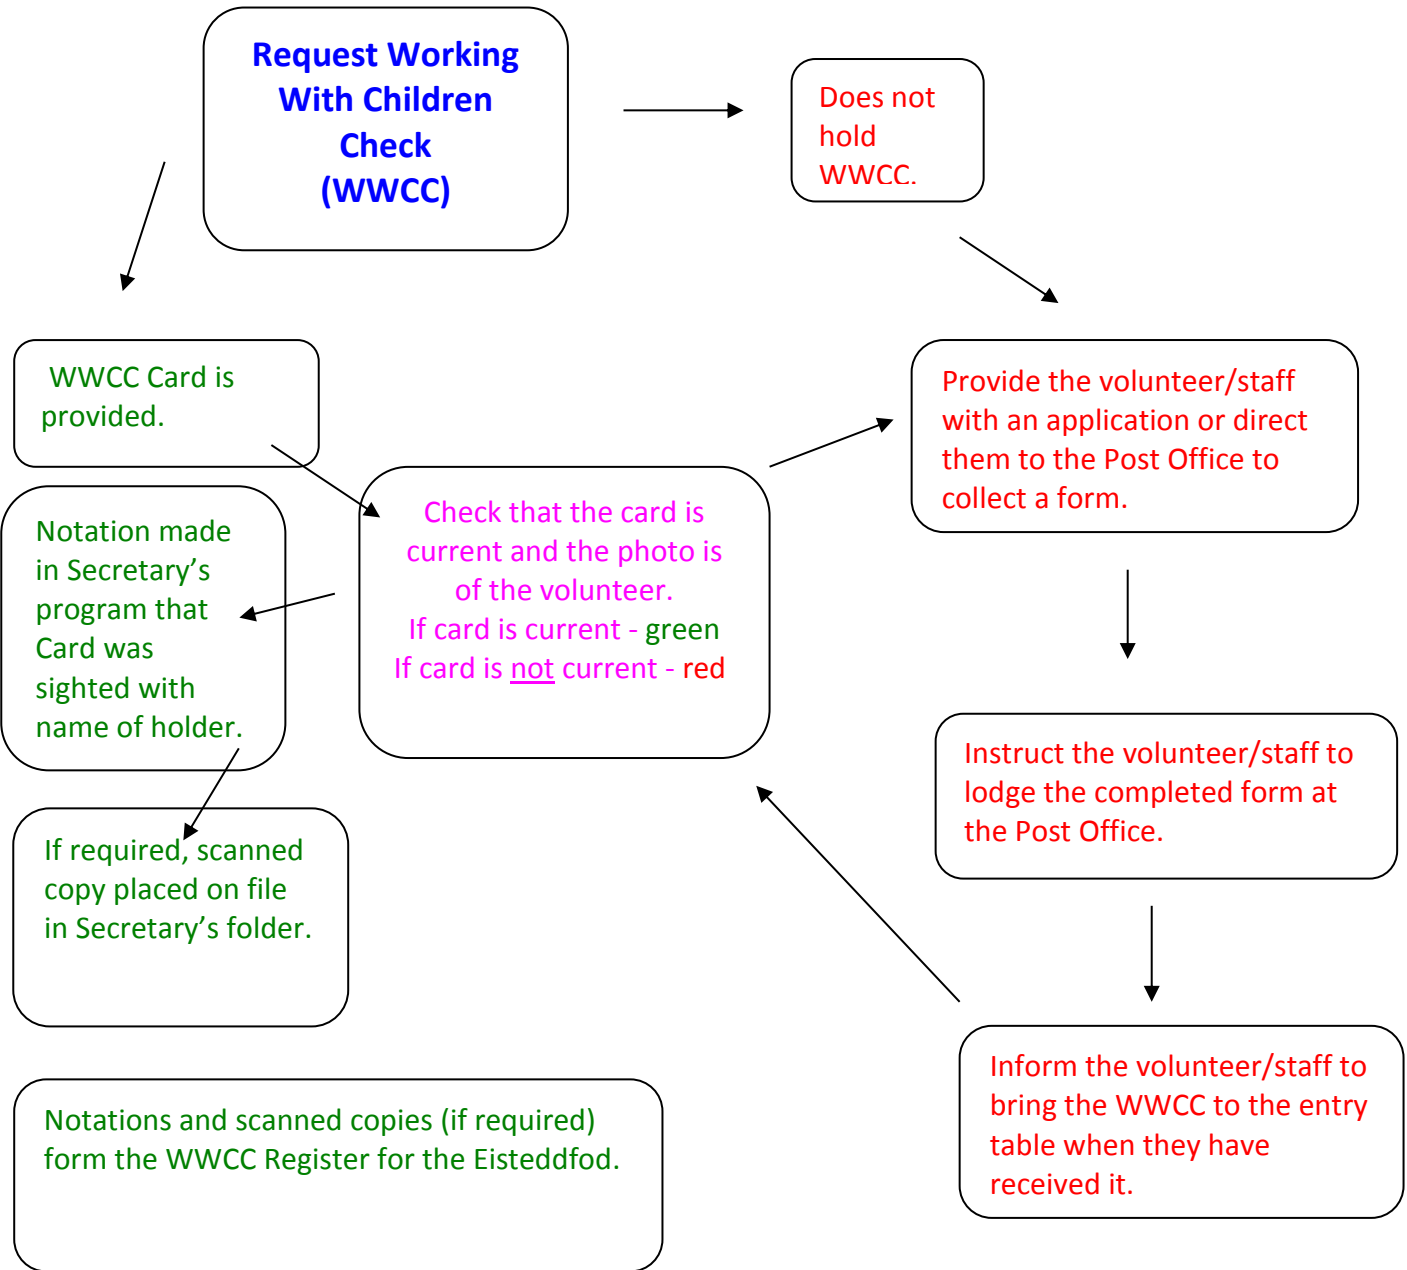 Request Working
With Children
Check
(WWCC)
Does not
hold
WWCC.
WWCC Card is
provided.
Provide the volunteer/staff
with an application or direct
them to the Post Office to
collect a form.
Check that the card is
current and the photo is
of the volunteer.
If card is current - green
If card is not current - red
Notation made
in Secretary’s
program that
Card was
sighted with
name of holder.
Instruct the volunteer/staff to
lodge the completed form at
the Post Office.
If required, scanned
copy placed on file
in Secretary’s folder.
Inform the volunteer/staff to
bring the WWCC to the entry
table when they have
received it.
Notations and scanned copies (if required)
form the WWCC Register for the Eisteddfod.